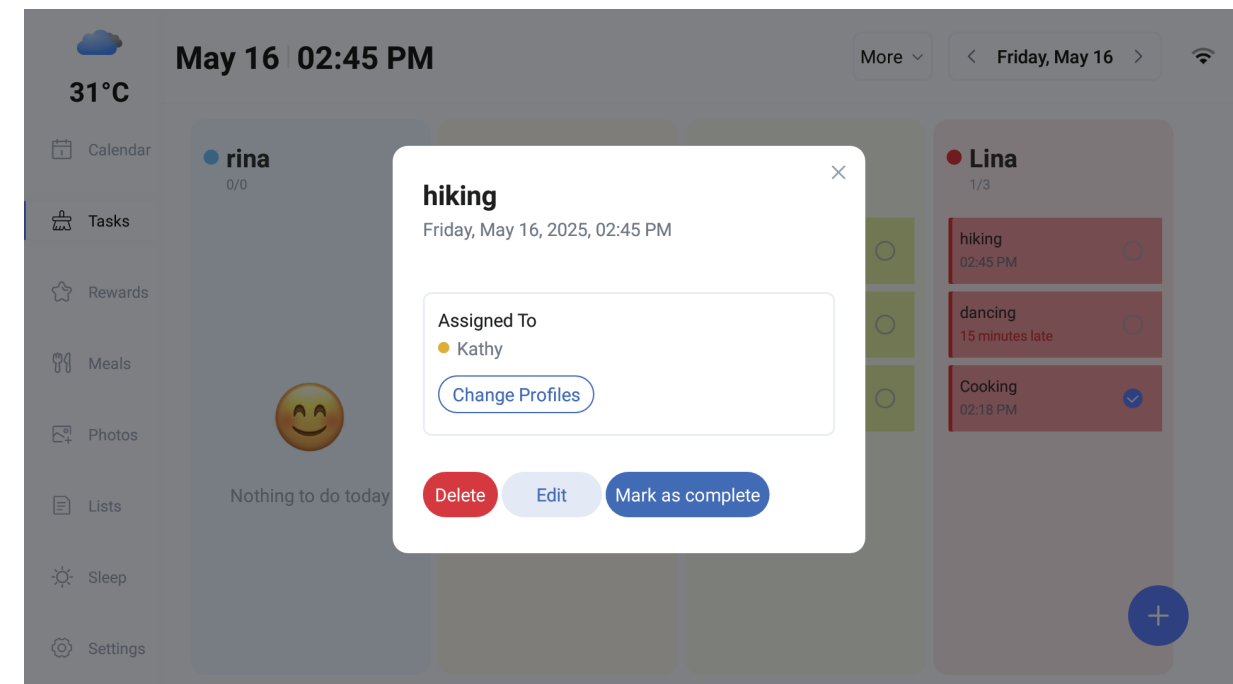 31°C
May 16 02:45 PM
More
Friday, May 16
Calendar
Tasks
Rewards
Meals
Photos
Lists
Sleep
Settings
rina
0/0
Nothing to do today
hiking
Friday, May 16, 2025, 02:45 PM
Assigned To
Kathy
Change Profiles
Delete
Edit
Mark as complete
Lina
1/3
hiking
02:45 PM
dancing
15 minutes late
Cooking
02:18 PM